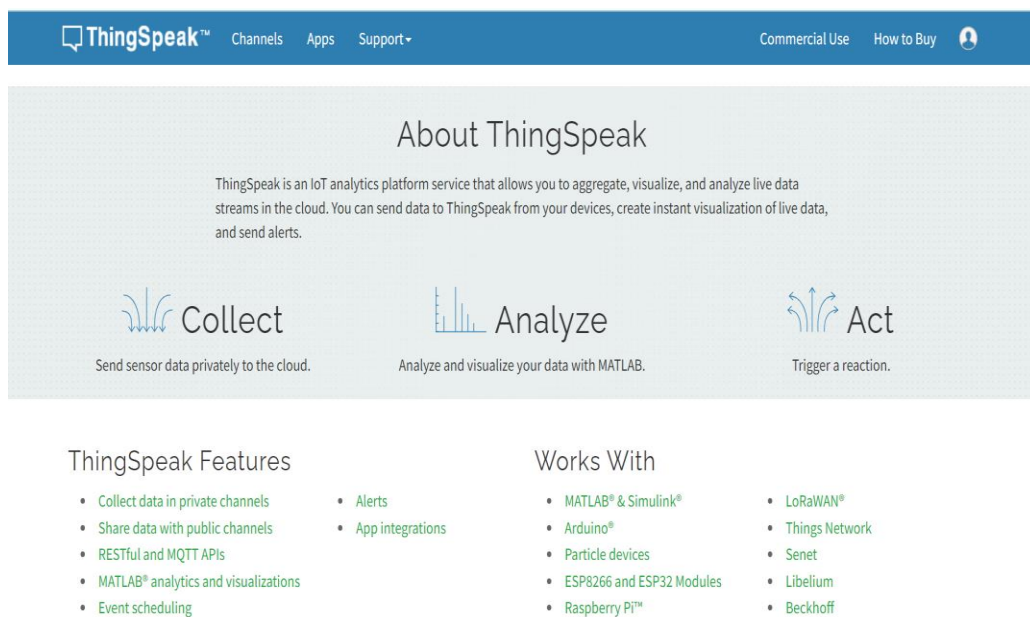 ThingSpeak™ Channels Apps Support Commercial Use How to Buy
About ThingSpeak
ThingSpeak is an IoT analytics platform service that allows you to aggregate, visualize, and analyze live data
streams in the cloud. You can send data to ThingSpeak from your devices, create instant visualization of live data,
and send alerts.
Collect
Send sensor data privately to the cloud.
Analyze
Analyze and visualize your data with MATLAB.
Act
Trigger a reaction.
ThingSpeak Features
• Collect data in private channels
• Share data with public channels
• RESTful and MQTT APIs
• MATLAB® analytics and visualizations
• Event scheduling
• Alerts
• App integrations
Works With
• MATLAB® & Simulink®
• Arduino®
• Particle devices
• ESP8266 and ESP32 Modules
• Raspberry Pi™
• LoRaWAN®
• Things Network
• Senet
• Libelium
• Beckhoff